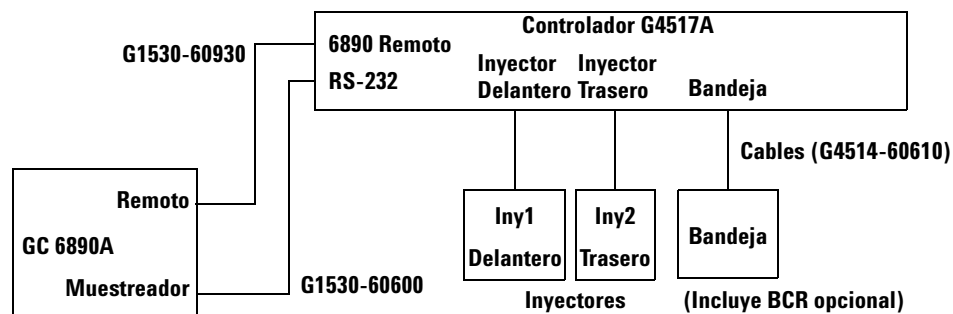 Controlador G4517A
G1530-60930
6890 Remoto
RS-232
Inyector
Delantero
Inyector
Trasero
Bandeja
Cables (G4514-60610)
Remoto
GC 6890A
Muestreador
G1530-60600
Iny1
Delantero
Iny2
Trasero
Bandeja
Inyectores
(Incluye BCR opcional)